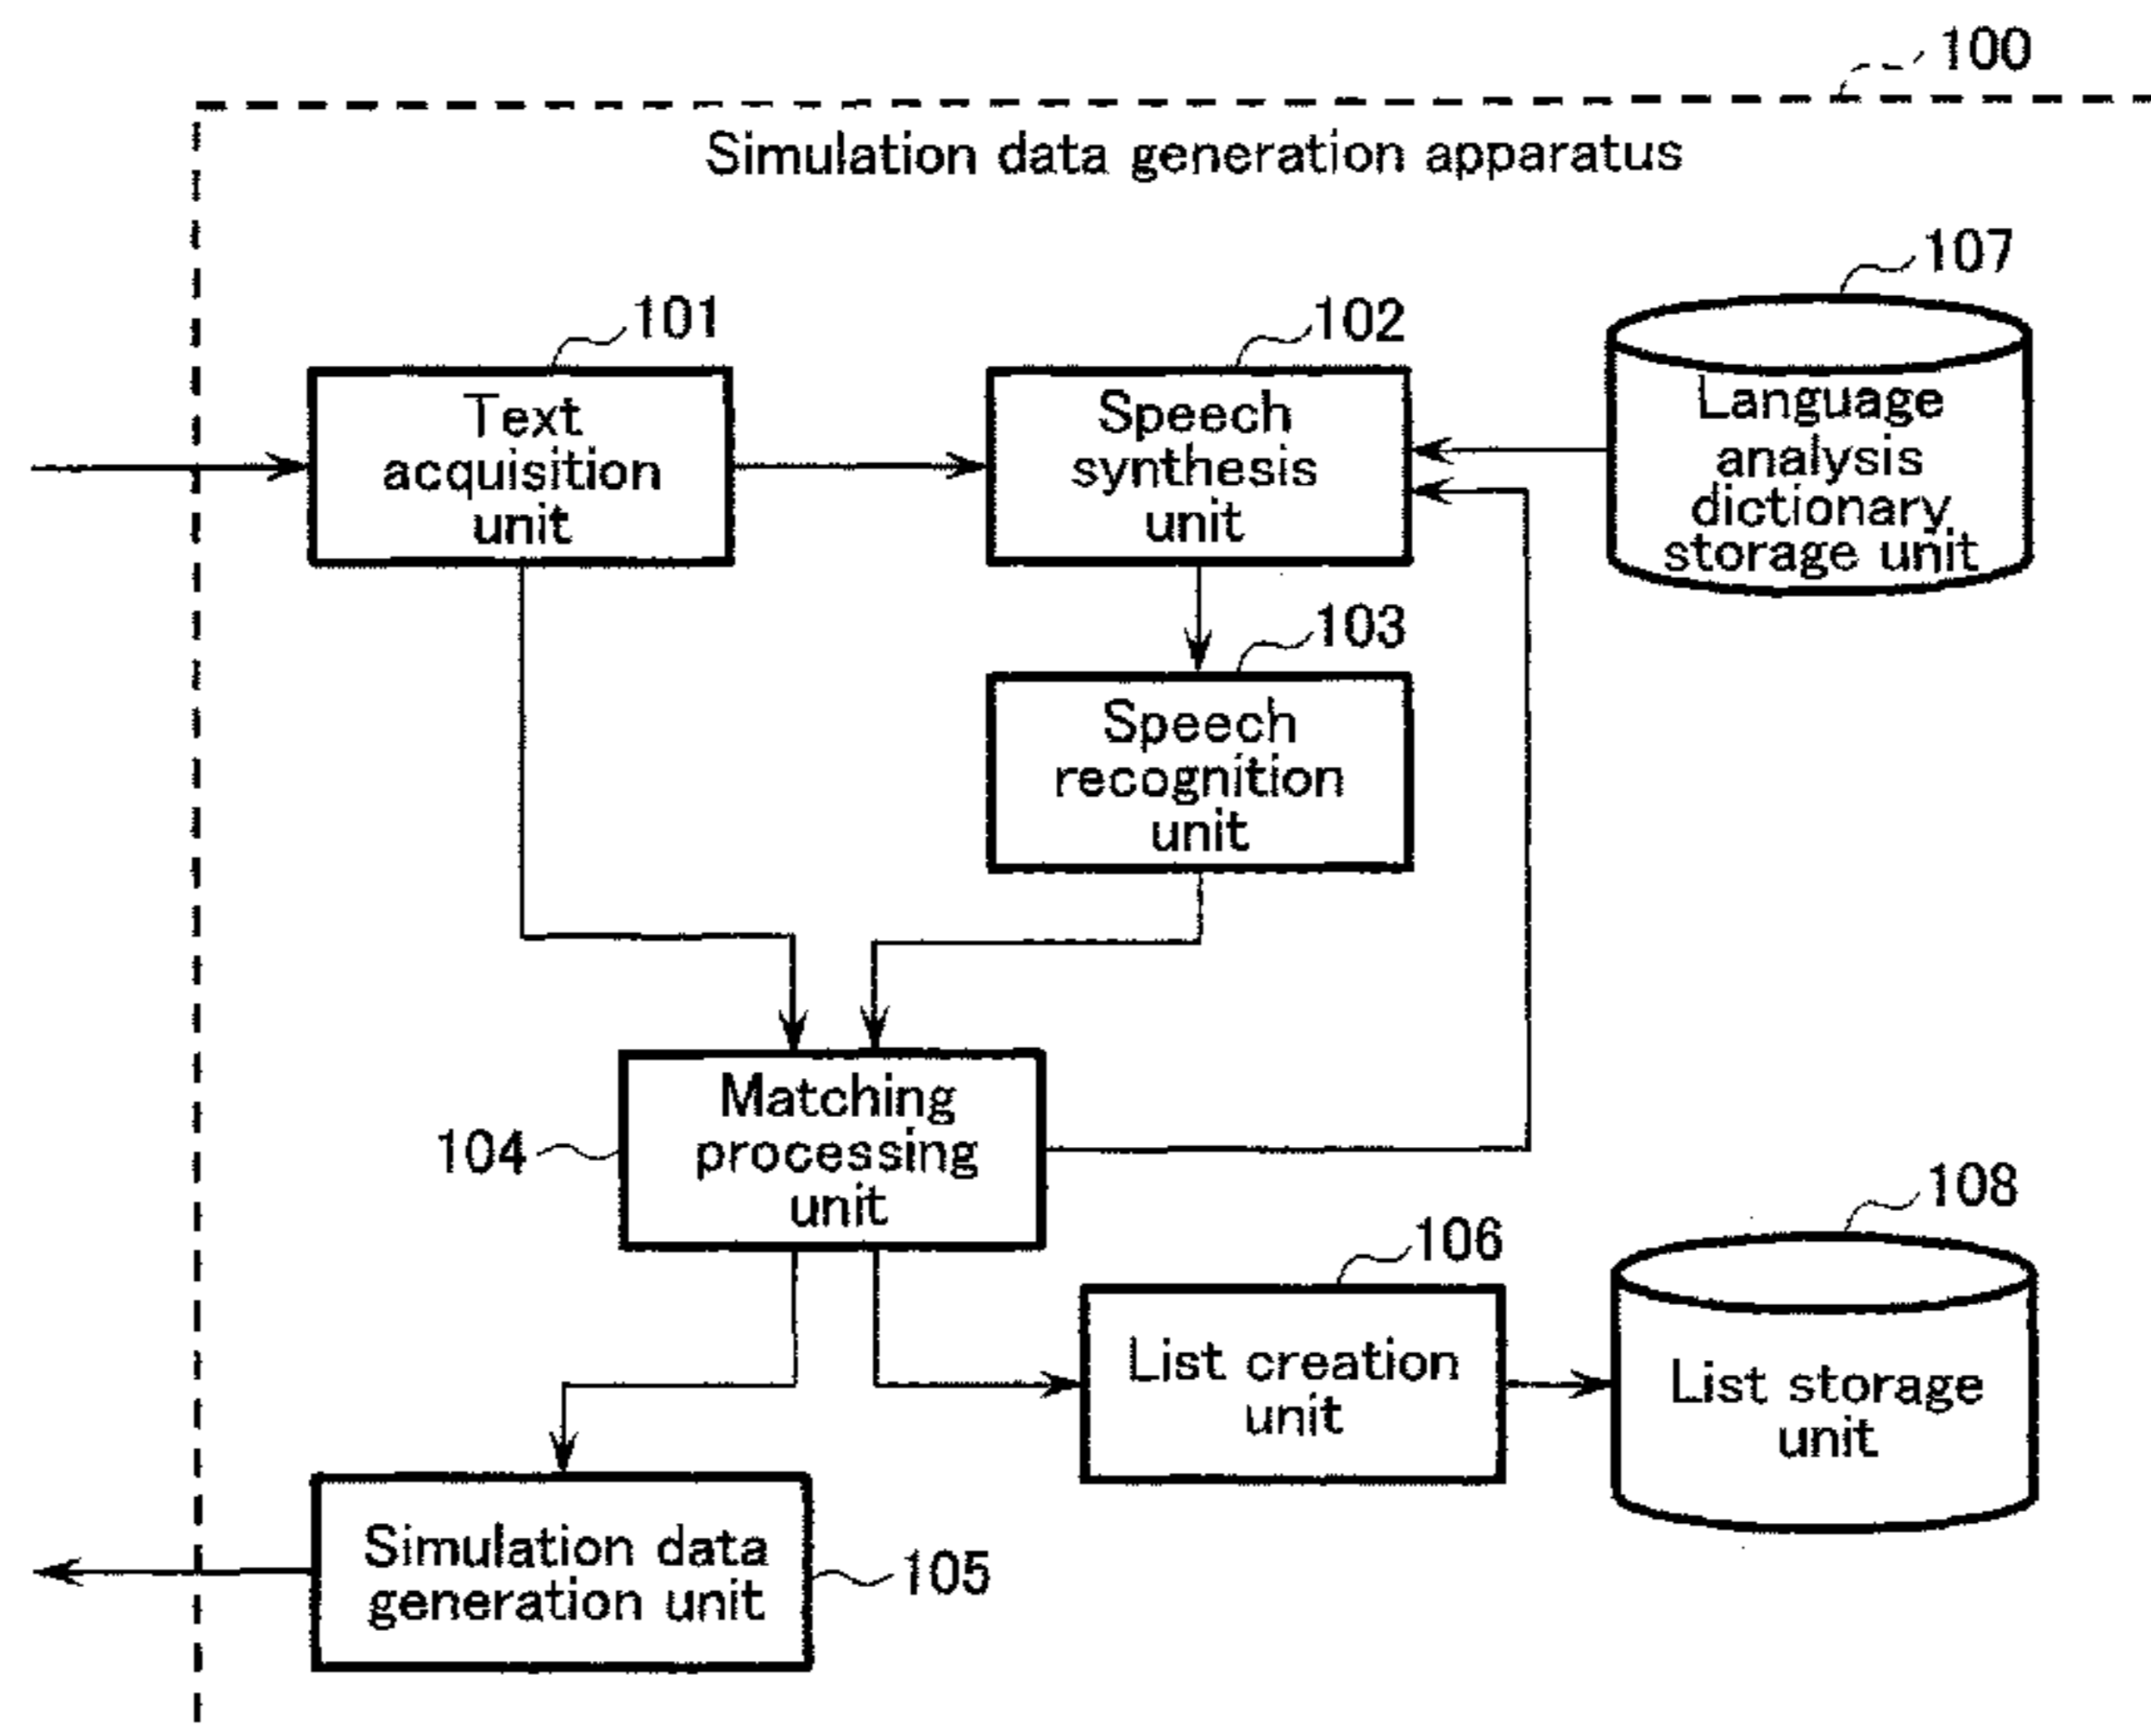 100
Simulation data generation apparatus
107
101
102
Text
acquisition
unit
Speech
synthesis
unit
Language
analysis
dictionary
storage unit
103
Speech
recognition
unit
104
Matching
processing
unit
108
106
List creation
unit
List storage
unit
Simulation data
generation unit
105